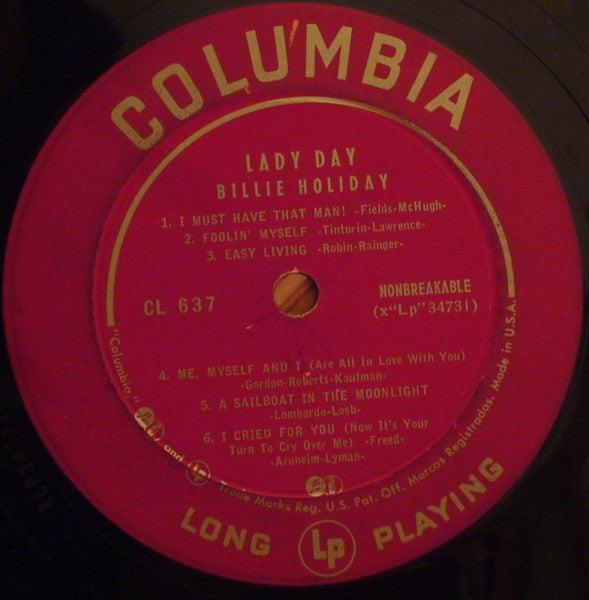 COLUMBIA
LADY DAY
BILLIE HOLIDAY
1. I MUST HAVE THAT MAN! -Fields-McHugh-
2. FOOLIN' MYSELF -Tinturin-Lawrence-
3. EASY LIVING -Robin-Rainger-
CL 637
NONBREAKABLE
(x"Lp"34731)
4. ME, MYSELF AND I (Are All In Love With You)
-Gordon-Roberts-Kaufman-
5. A SAILBOAT IN THE MOONLIGHT
-Lombardo-Loeb-
6. I CRIED FOR YOU (Now It's Your
Turn To Cry Over Me) -Freed-
-Arnheim-Lyman-
"Columbia", and Lp Trade Marks Reg. U.S. Pat. Off. Marcas Registradas. Made in U.S.A.
LONG Lp PLAYING